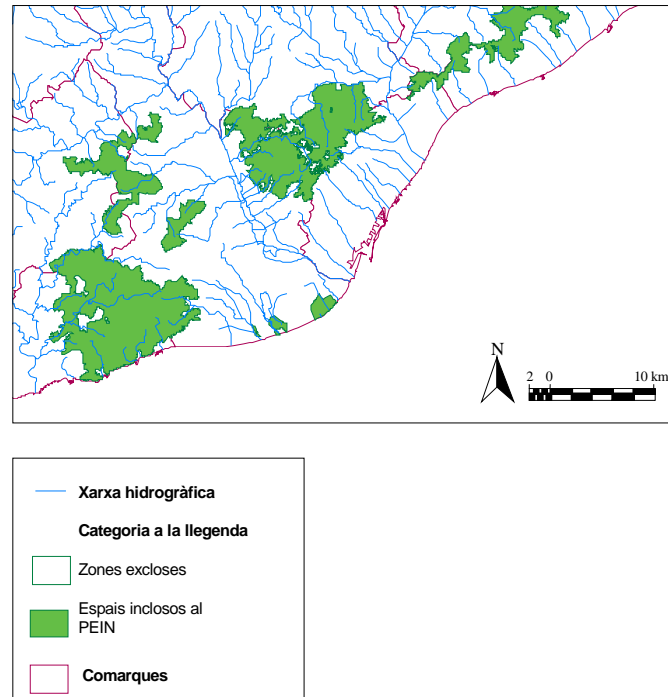 N
2 0 10 km
Xarxa hidrogràfica
Categoria a la llegenda
Zones excloses
Espais inclosos al
PEIN
Comarques